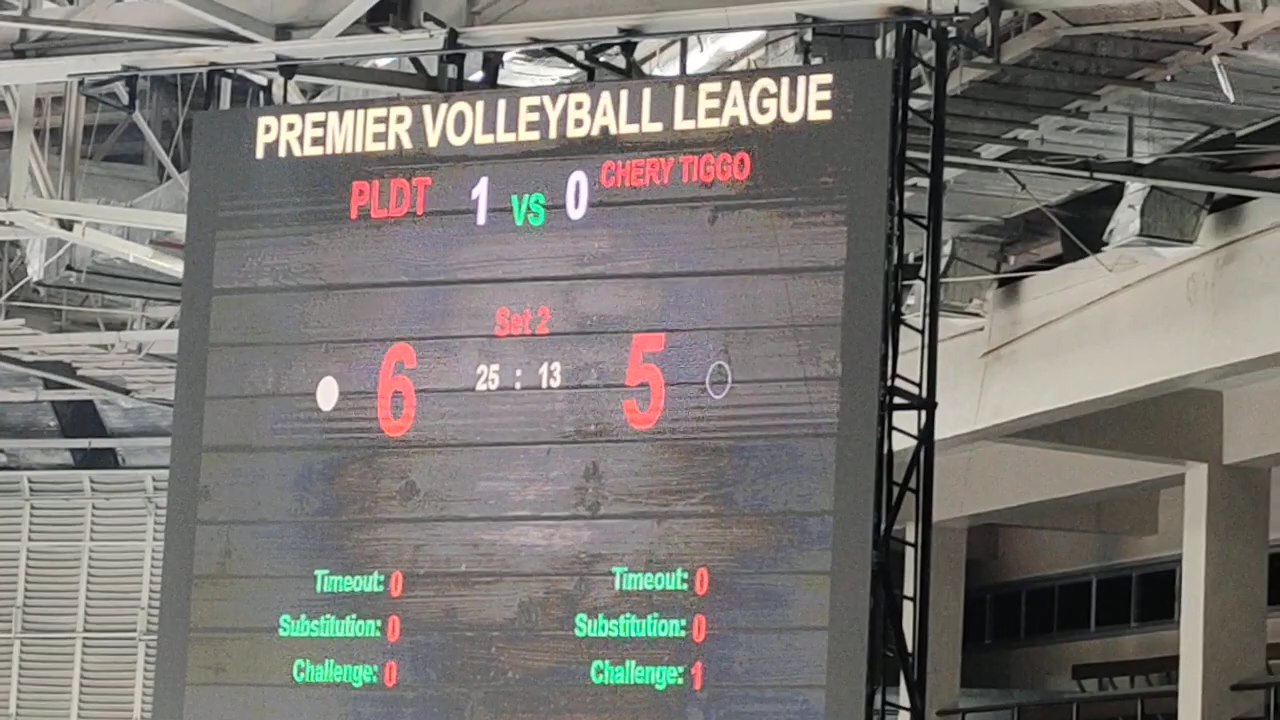 PREMIER VOLLEYBALL LEAGUE
PLDT 1 VS 0 CHERY TIGGO
Set 2
6 25 : 13 5
Timeout: 0 Timeout: 0
Substitution: 0 Substitution: 0
Challenge: 0 Challenge: 1